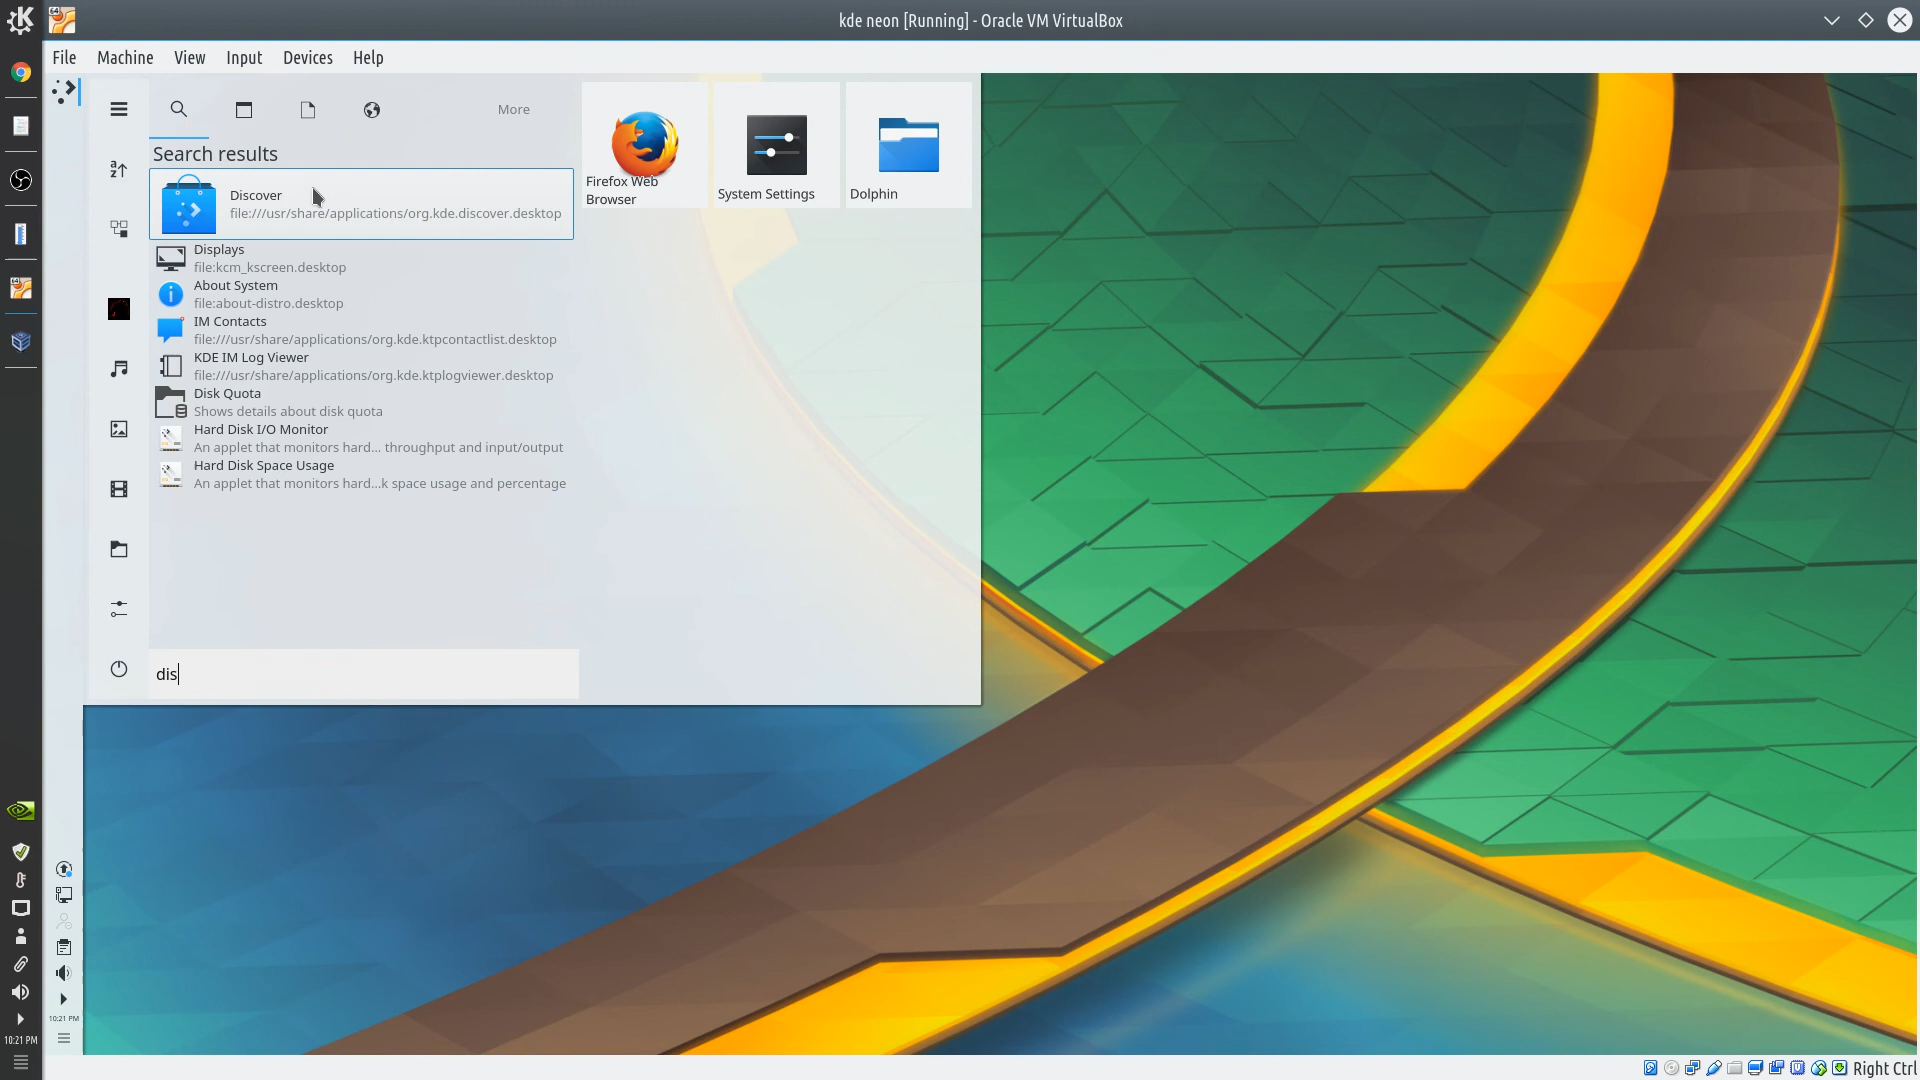 kde neon [Running] - Oracle VM VirtualBox
File Machine View Input Devices Help
More
Search results
Discover
file:///usr/share/applications/org.kde.discover.desktop
Displays
file:kcm_kscreen.desktop
About System
file:about-distro.desktop
IM Contacts
file:///usr/share/applications/org.kde.ktpcontactlist.desktop
KDE IM Log Viewer
file:///usr/share/applications/org.kde.ktplogviewer.desktop
Disk Quota
Shows details about disk quota
Hard Disk I/O Monitor
An applet that monitors hard... throughput and input/output
Hard Disk Space Usage
An applet that monitors hard...k space usage and percentage
dis
Firefox Web
Browser
System Settings
Dolphin
10:21 PM
10:21 PM
Right Ctrl